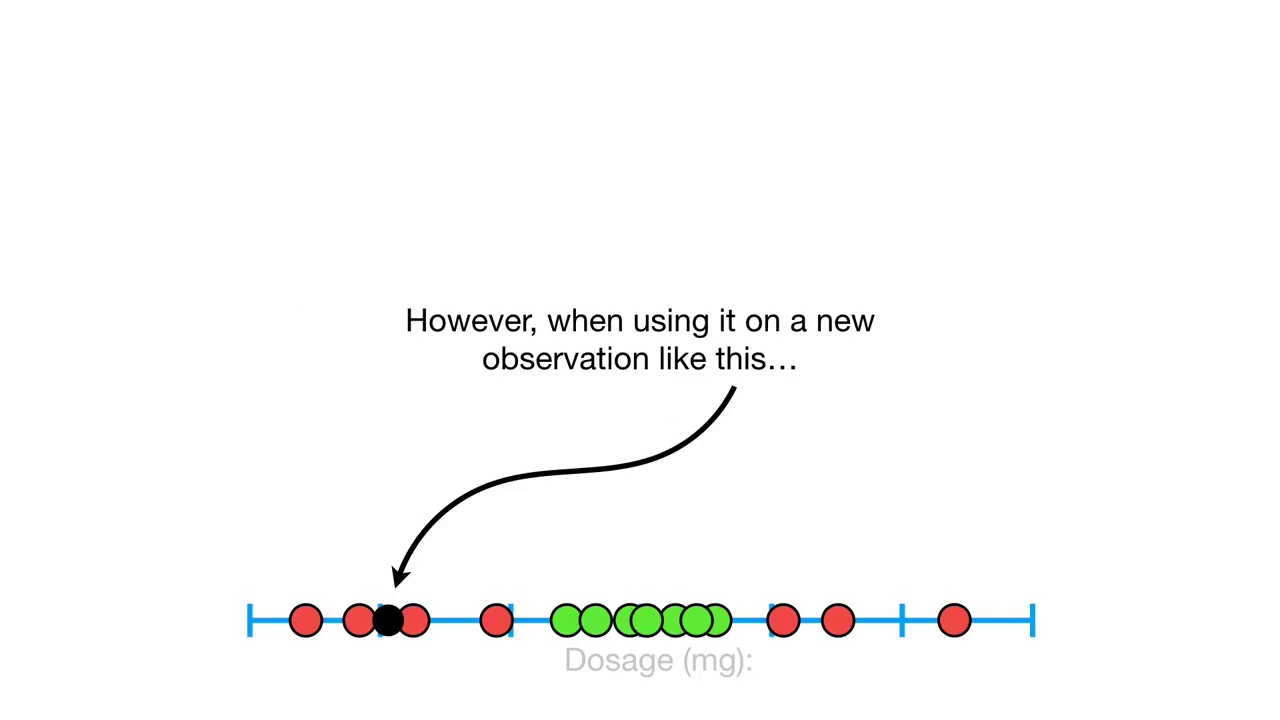 However, when using it on a new
observation like this…
Dosage (mg):